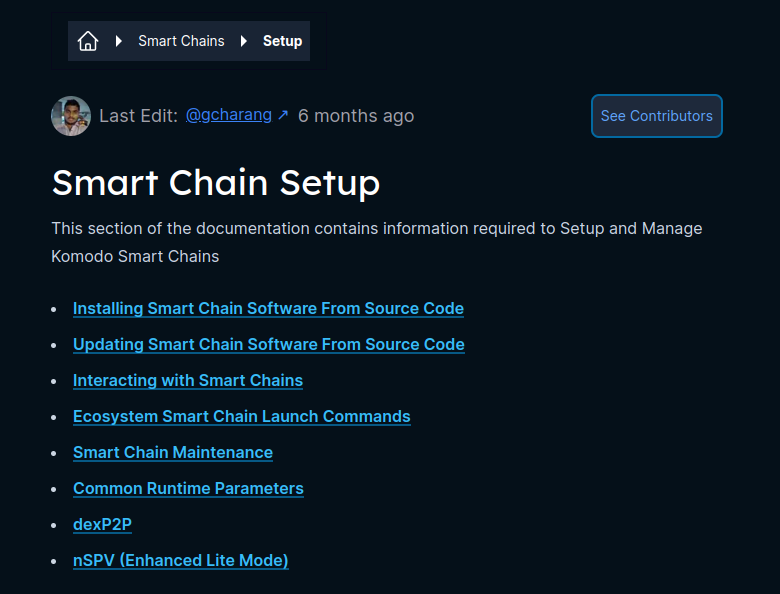 Smart Chains Setup
Last Edit: @gcharang ↗ 6 months ago See Contributors
Smart Chain Setup
This section of the documentation contains information required to Setup and Manage
Komodo Smart Chains
• Installing Smart Chain Software From Source Code
• Updating Smart Chain Software From Source Code
• Interacting with Smart Chains
• Ecosystem Smart Chain Launch Commands
• Smart Chain Maintenance
• Common Runtime Parameters
• dexP2P
• nSPV (Enhanced Lite Mode)